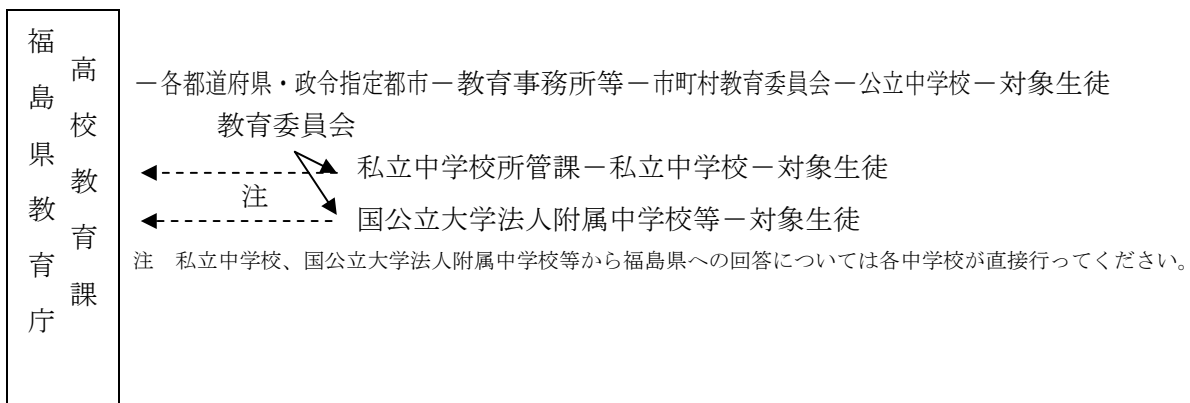 福島県教育庁
高校教育課
－各都道府県・政令指定都市－教育事務所等－市町村教育委員会－公立中学校－対象生徒
教育委員会
私立中学校所管課－私立中学校－対象生徒
注
国公立大学法人附属中学校等－対象生徒
注　私立中学校、国公立大学法人附属中学校等から福島県への回答については各中学校が直接行ってください。